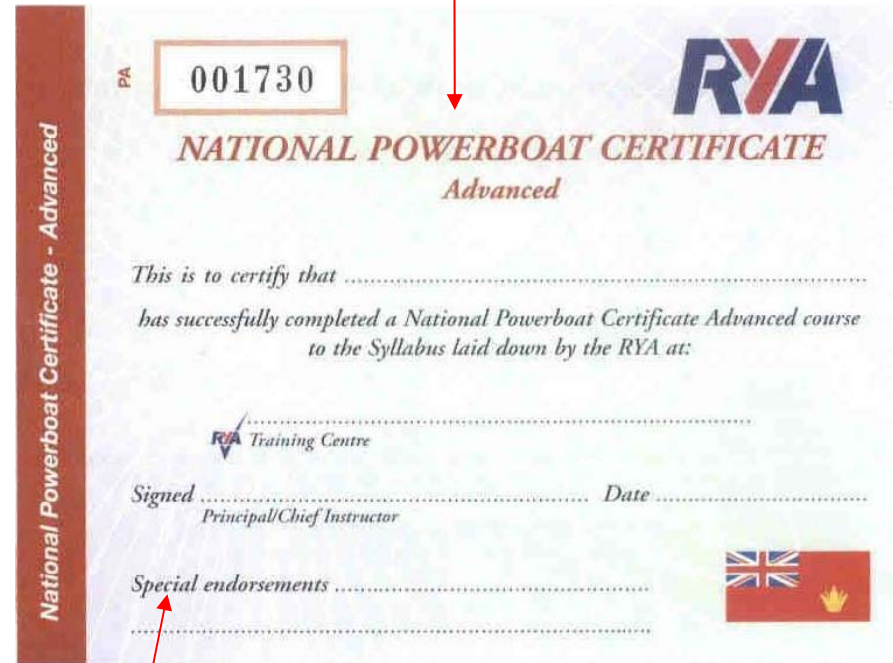 PA
001730
RYA
NATIONAL POWERBOAT CERTIFICATE
Advanced
This is to certify that ........................................................................
has successfully completed a National Powerboat Certificate Advanced course
to the Syllabus laid down by the RYA at:
........................................................................
RYA Training Centre
Signed ........................................................ Date ................................
Principal/Chief Instructor
Special endorsements ................................................
........................................................................
National Powerboat Certificate - Advanced